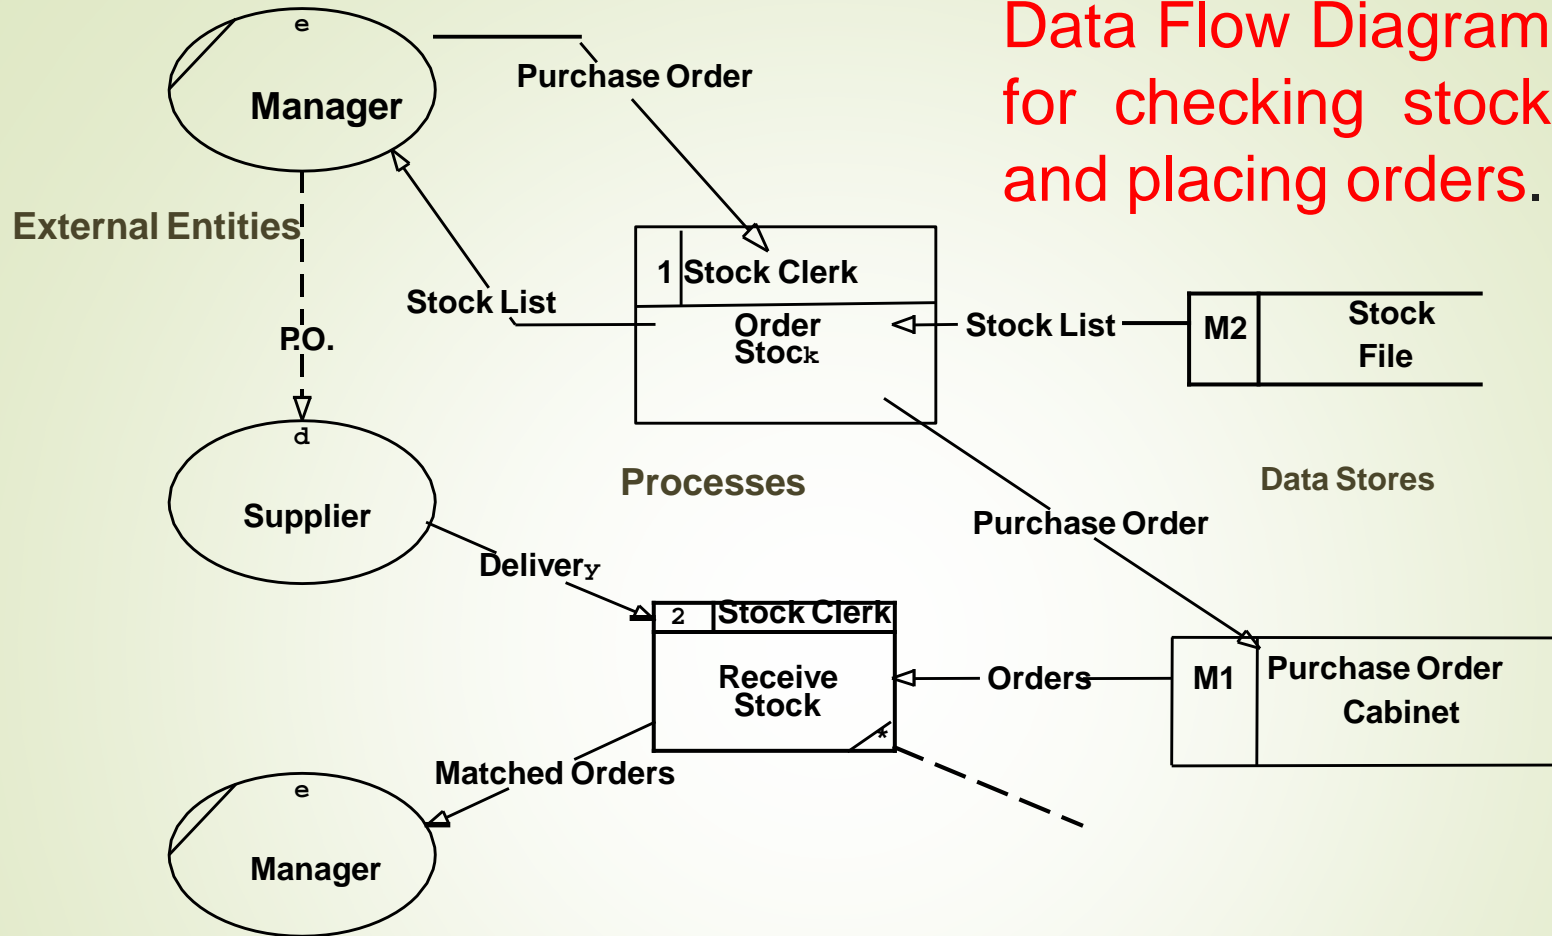 Data Flow Diagram
for checking stock
and placing orders.
e
Manager
Purchase Order
External Entities
Stock List
P.O.
1 Stock Clerk
Order
Stock
Stock List
M2
Stock
File
d
Supplier
Processes
Data Stores
Purchase Order
Delivery
2 Stock Clerk
Receive
Stock
*
Orders
M1
Purchase Order
Cabinet
Matched Orders
e
Manager